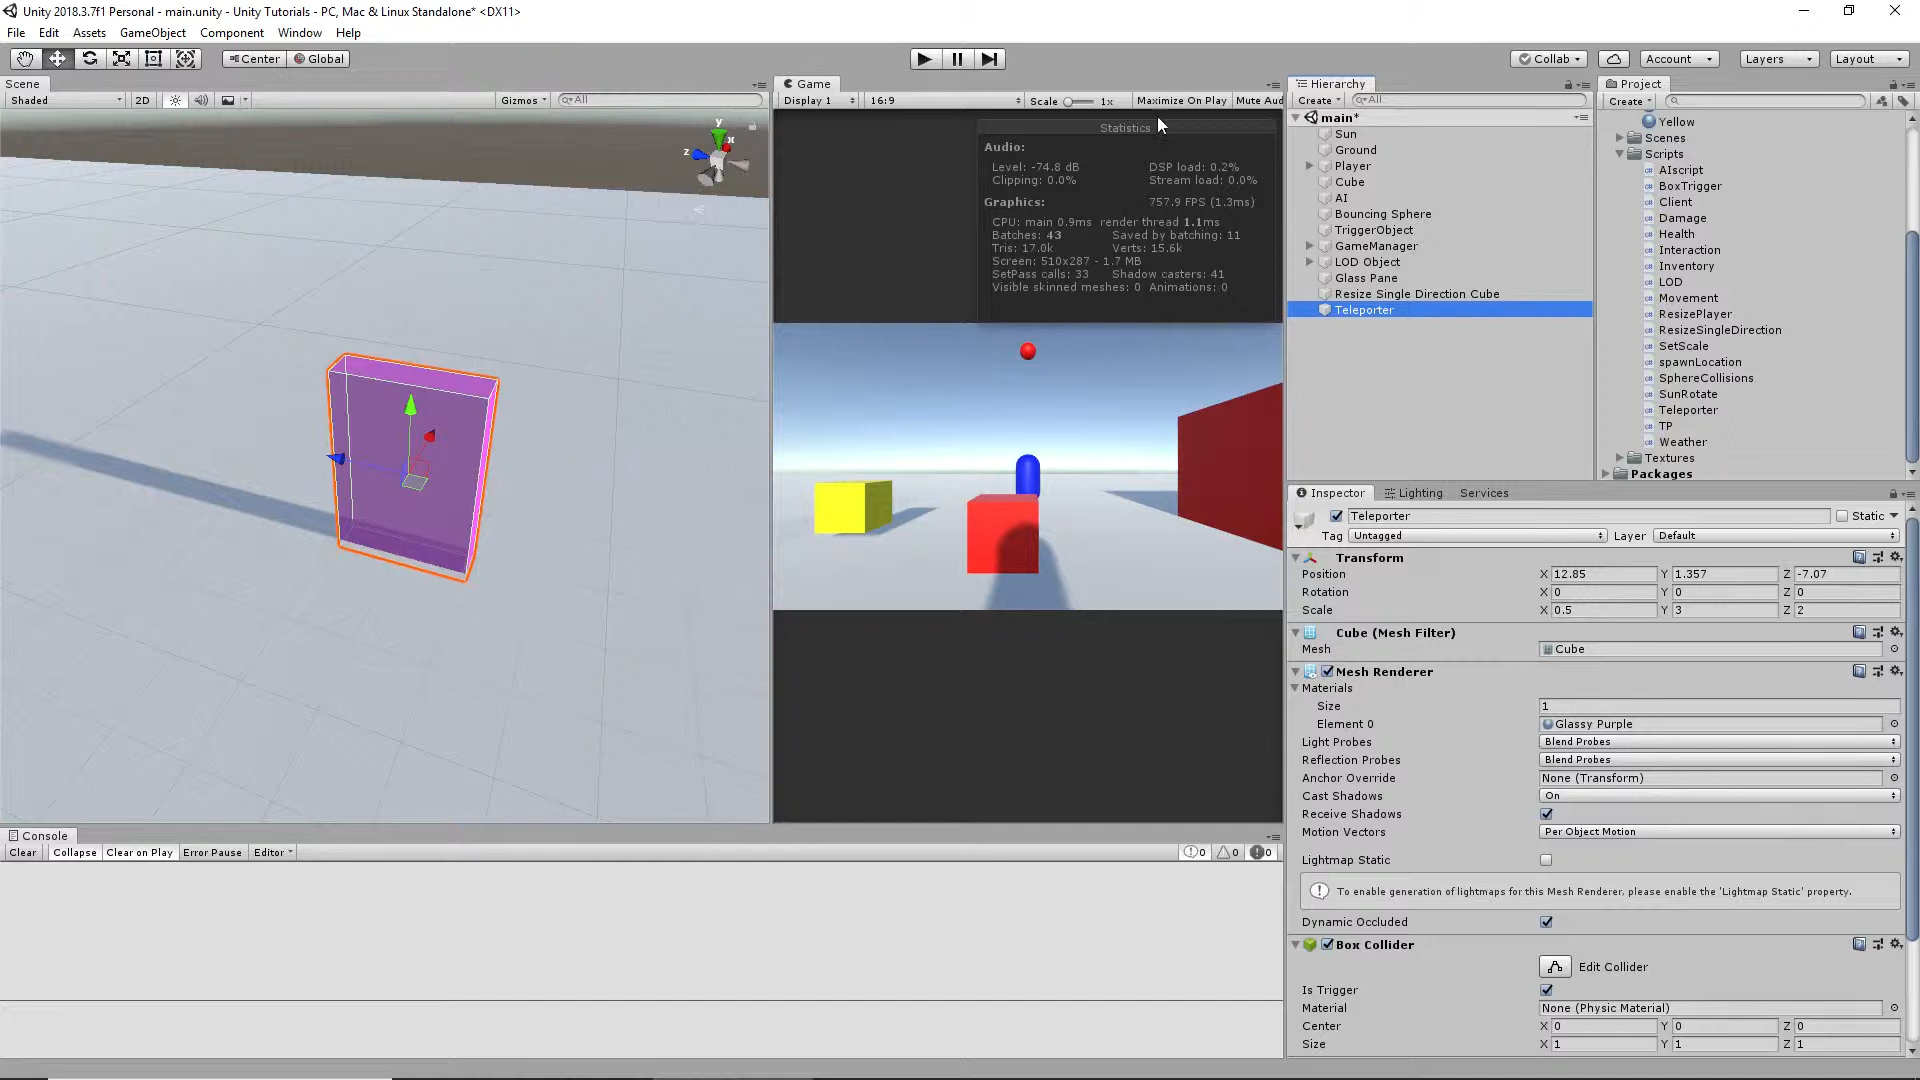 Unity 2018.3.7f1 Personal - main.unity - Unity Tutorials - PC, Mac & Linux Standalone* <DX11>
File Edit Assets GameObject Component Window Help
Center Global
Collab Account Layers Layout
Scene
Shaded 2D Gizmos All
Game
Display 1 16:9 Scale 1x Maximize On Play Mute Aud
Statistics
Audio:
Level: -74.8 dB DSP load: 0.2%
Clipping: 0.0% Stream load: 0.0%
Graphics: 757.9 FPS (1.3ms)
CPU: main 0.9ms render thread 1.1ms
Batches: 43 Saved by batching: 11
Tris: 17.0k Verts: 15.6k
Screen: 510x287 - 1.7 MB
SetPass calls: 33 Shadow casters: 41
Visible skinned meshes: 0 Animations: 0
y
x
z
Console
Clear Collapse Clear on Play Error Pause Editor 0 0 0
Hierarchy
Create All
main*
Sun
Ground
Player
Cube
AI
Bouncing Sphere
TriggerObject
GameManager
LOD Object
Glass Pane
Resize Single Direction Cube
Teleporter
Project
Create
Yellow
Scenes
Scripts
AIscript
BoxTrigger
Client
Damage
Health
Interaction
Inventory
LOD
Movement
ResizePlayer
ResizeSingleDirection
SetScale
spawnLocation
SphereCollisions
SunRotate
Teleporter
TP
Weather
Textures
Packages
Inspector Lighting Services
Teleporter Static
Tag Untagged Layer Default
Transform
Position X 12.85 Y 1.357 Z -7.07
Rotation X 0 Y 0 Z 0
Scale X 0.5 Y 3 Z 2
Cube (Mesh Filter)
Mesh Cube
Mesh Renderer
Materials
Size 1
Element 0 Glassy Purple
Light Probes Blend Probes
Reflection Probes Blend Probes
Anchor Override None (Transform)
Cast Shadows On
Receive Shadows
Motion Vectors Per Object Motion
Lightmap Static
To enable generation of lightmaps for this Mesh Renderer, please enable the 'Lightmap Static' property.
Dynamic Occluded
Box Collider
Edit Collider
Is Trigger
Material None (Physic Material)
Center X 0 Y 0 Z 0
Size X 1 Y 1 Z 1